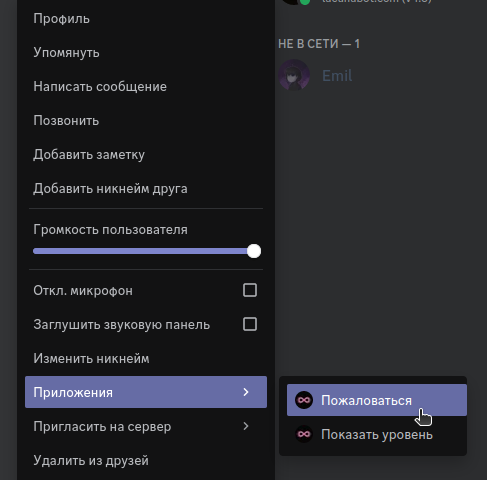 Профиль
Упомянуть
Написать сообщение
Позвонить
Добавить заметку
Добавить никнейм друга
Громкость пользователя
Откл. микрофон
Заглушить звуковую панель
Изменить никнейм
Приложения
Пригласить на сервер
Удалить из друзей
НЕ В СЕТИ — 1
Emil
Пожаловаться
Показать уровень